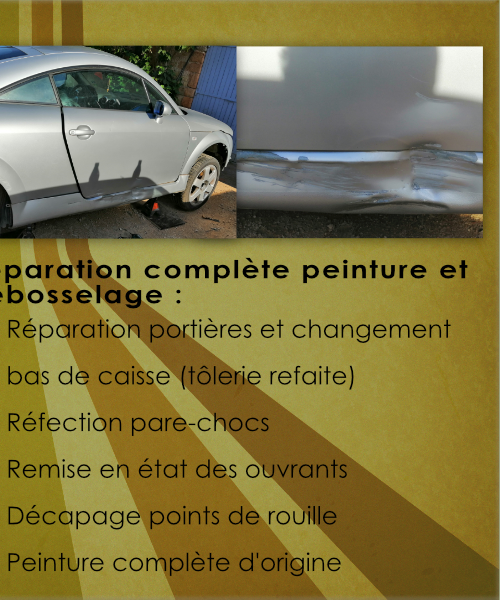 paration complète peinture et
ebosselage :
Réparation portières et changement
bas de caisse (tôlerie refaite)
Réfection pare-chocs
Remise en état des ouvrants
Décapage points de rouille
Peinture complète d'origine